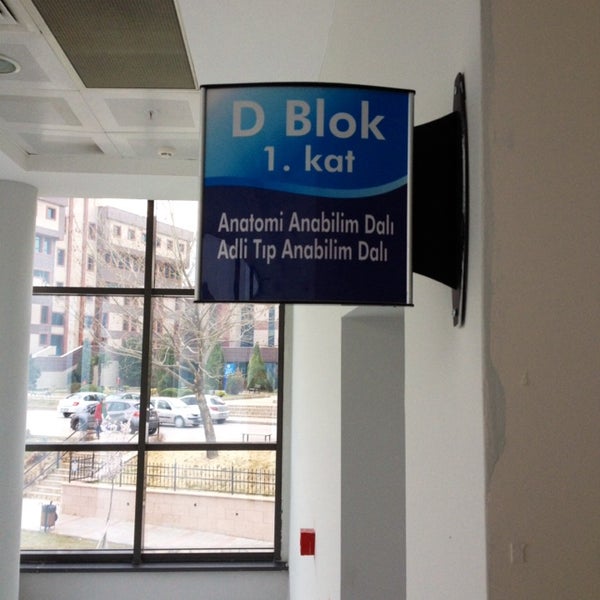 D Blok
1. kat
Anatomi Anabilim Dalı
Adli Tıp Anabilim Dalı